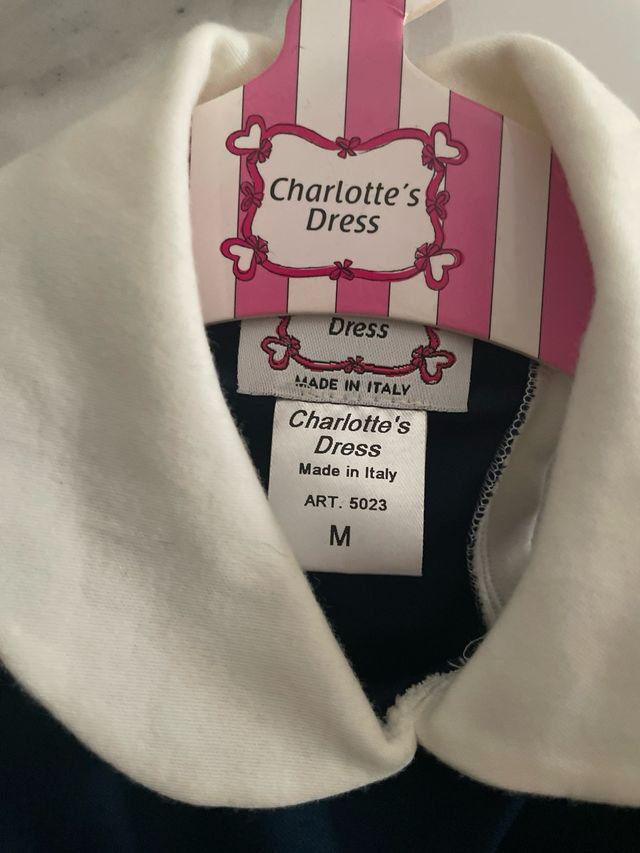 Charlotte's
Dress
Dress
MADE IN ITALY
Charlotte's
Dress
Made in Italy
ART. 5023
M